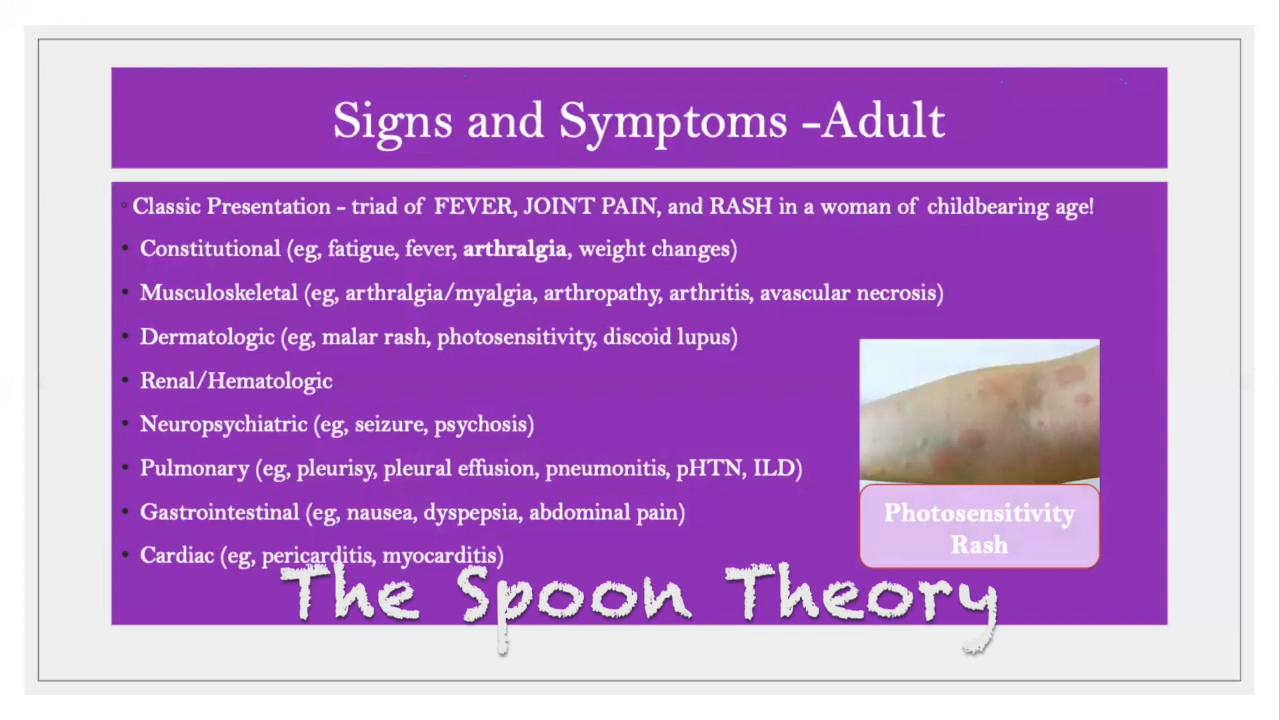 Signs and Symptoms -Adult
Classic Presentation - triad of FEVER, JOINT PAIN, and RASH in a woman of childbearing age!
• Constitutional (eg, fatigue, fever, arthralgia, weight changes)
• Musculoskeletal (eg, arthralgia/myalgia, arthropathy, arthritis, avascular necrosis)
• Dermatologic (eg, malar rash, photosensitivity, discoid lupus)
• Renal/Hematologic
• Neuropsychiatric (eg, seizure, psychosis)
• Pulmonary (eg, pleurisy, pleural effusion, pneumonitis, pHTN, ILD)
• Gastrointestinal (eg, nausea, dyspepsia, abdominal pain)
• Cardiac (eg, pericarditis, myocarditis)
Photosensitivity
Rash
The Spoon Theory